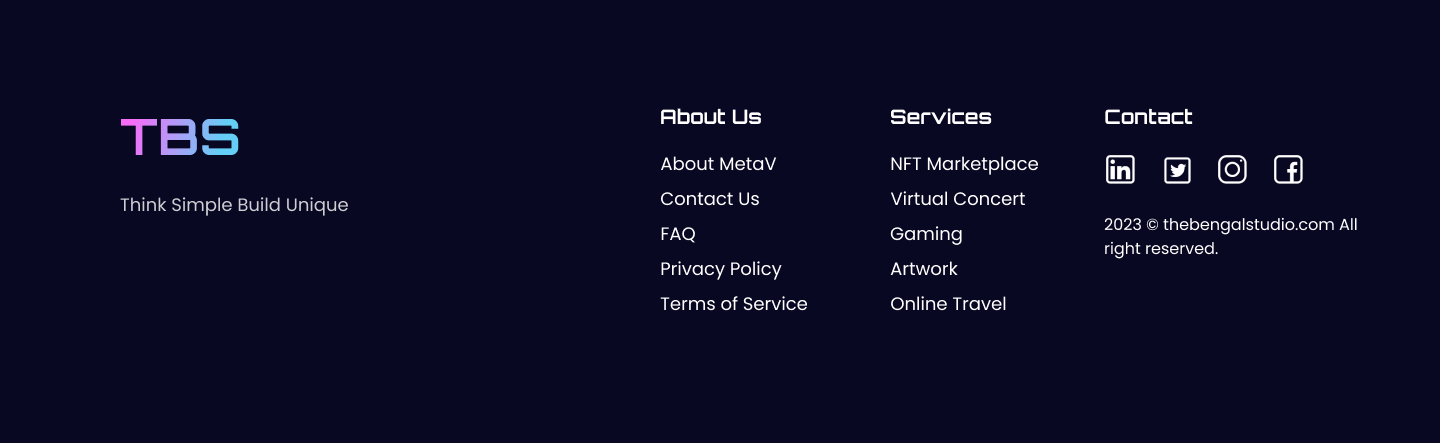 TBS
Think Simple Build Unique
About Us
About MetaV
Contact Us
FAQ
Privacy Policy
Terms of Service
Services
NFT Marketplace
Virtual Concert
Gaming
Artwork
Online Travel
Contact
2023 © thebengalstudio.com All
right reserved.